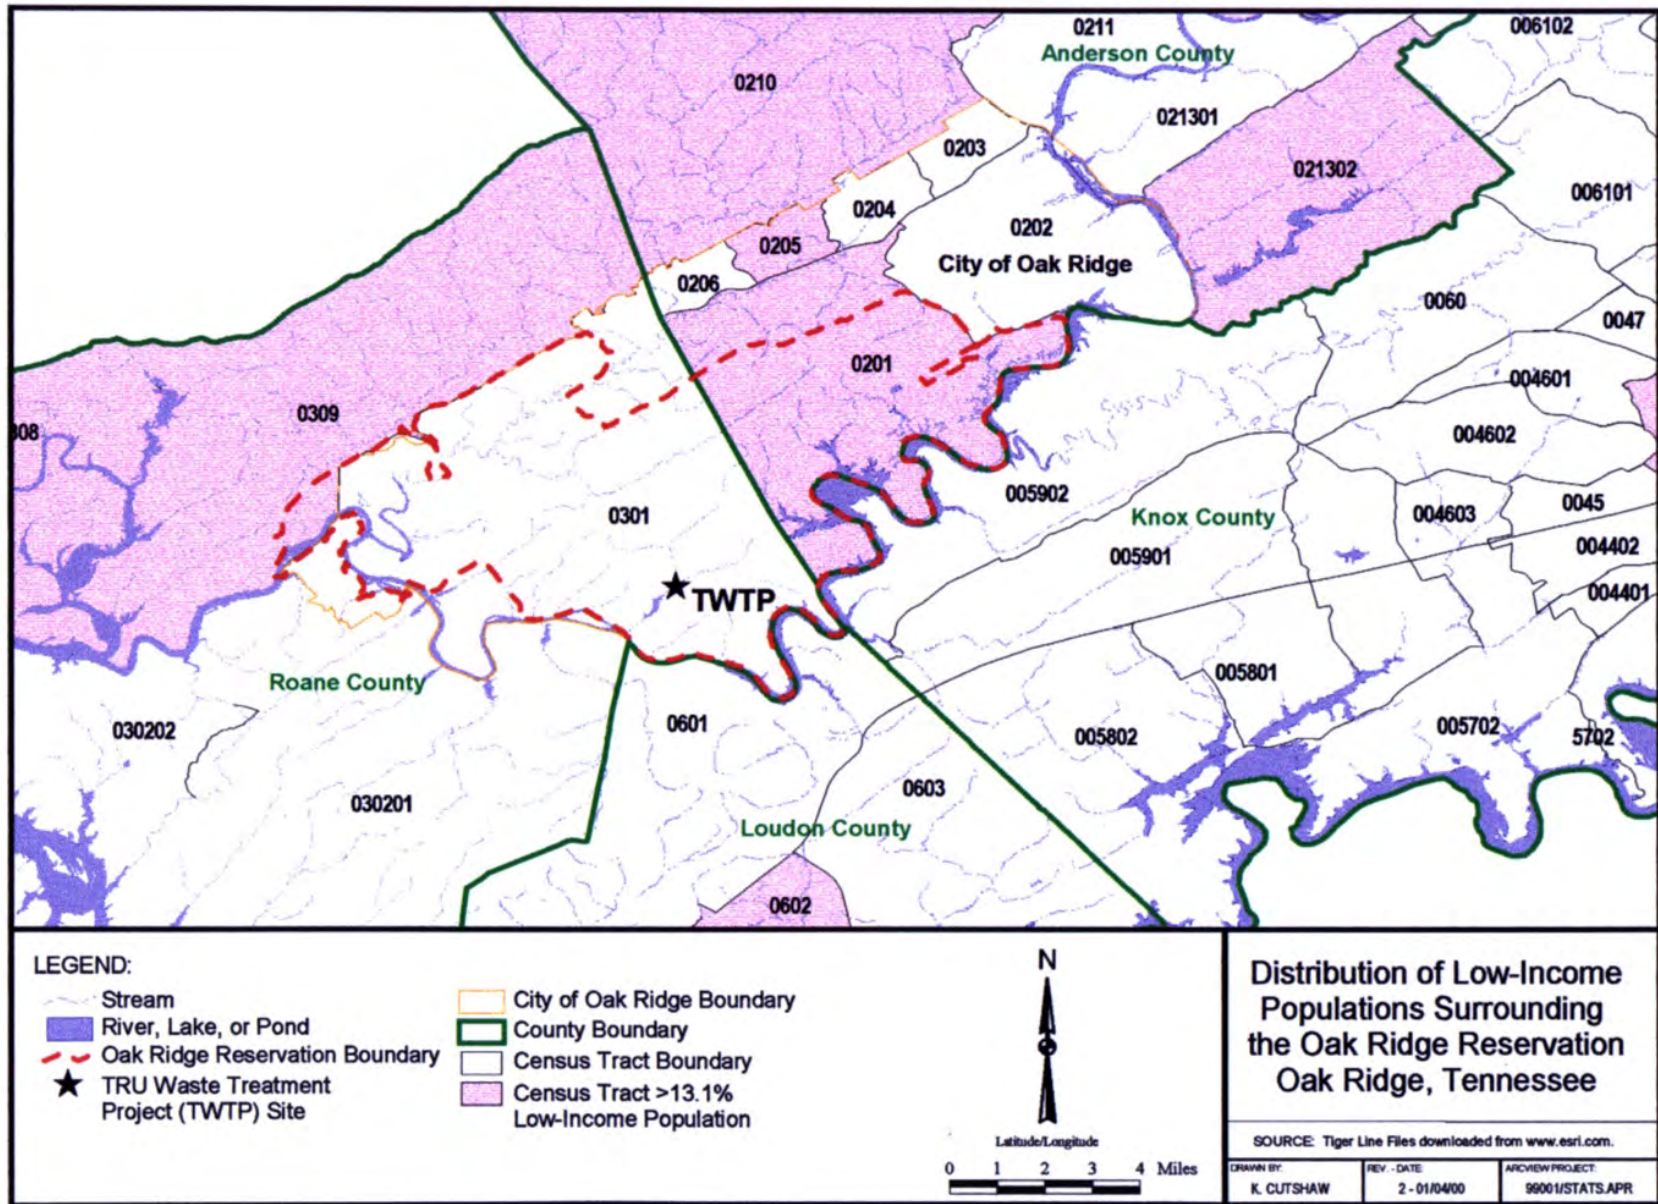 0211
006102
Anderson County
0210
021301
0203
021302
006101
0204
0202
0205
City of Oak Ridge
0206
0060
0047
0201
004601
0309
308
004602
005902
0301
Knox County
004603
0045
005901
004402
TWTP
004401
Roane County
005801
0601
030202
005802
005702
5702
0603
030201
Loudon County
0602
LEGEND:
Stream
River, Lake, or Pond
Oak Ridge Reservation Boundary
TRU Waste Treatment
Project (TWTP) Site
City of Oak Ridge Boundary
County Boundary
Census Tract Boundary
Census Tract >13.1%
Low-Income Population
N
Latitude/Longitude
0 1 2 3 4 Miles
Distribution of Low-Income
Populations Surrounding
the Oak Ridge Reservation
Oak Ridge, Tennessee
SOURCE: Tiger Line Files downloaded from www.esri.com.
DRAWN BY:
K. CUTSHAW
REV. - DATE:
2 - 01/04/00
ARCVIEW PROJECT:
99001/STATS.APR